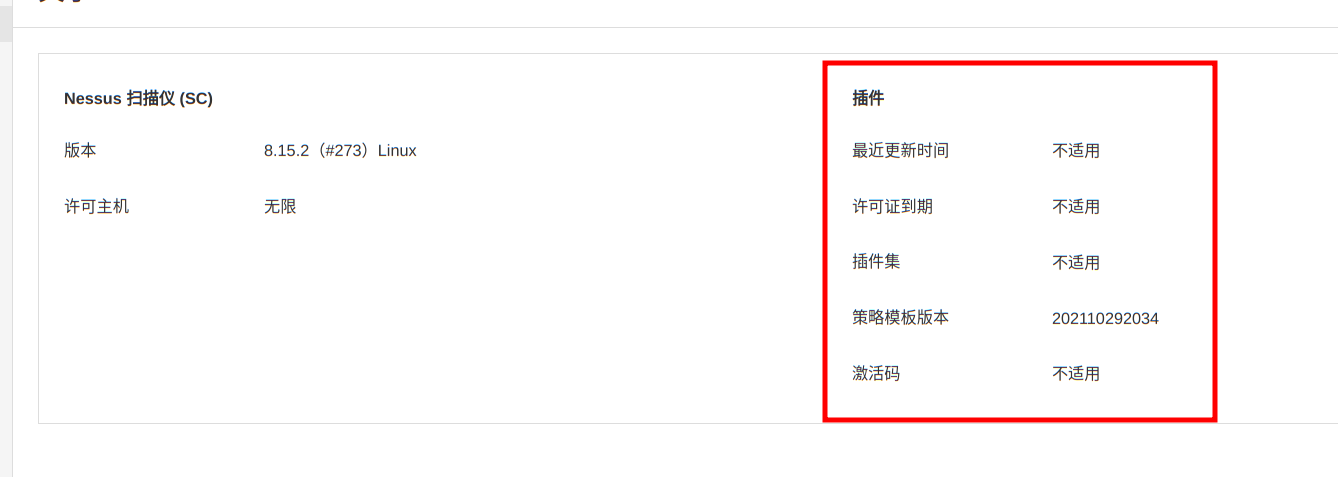 Nessus 扫描仪 (SC)
版本 8.15.2（#273）Linux
许可主机 无限
插件
最近更新时间 不适用
许可证到期 不适用
插件集 不适用
策略模板版本 202110292034
激活码 不适用